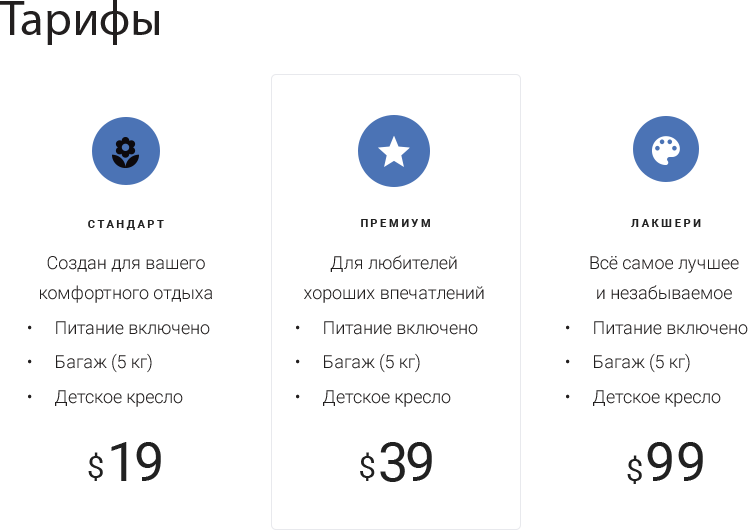 Тарифы
СТАНДАРТ
Создан для вашего
комфортного отдыха
• Питание включено
• Багаж (5 кг)
• Детское кресло
$19
ПРЕМИУМ
Для любителей
хороших впечатлений
• Питание включено
• Багаж (5 кг)
• Детское кресло
$39
ЛАКШЕРИ
Всё самое лучшее
и незабываемое
• Питание включено
• Багаж (5 кг)
• Детское кресло
$99